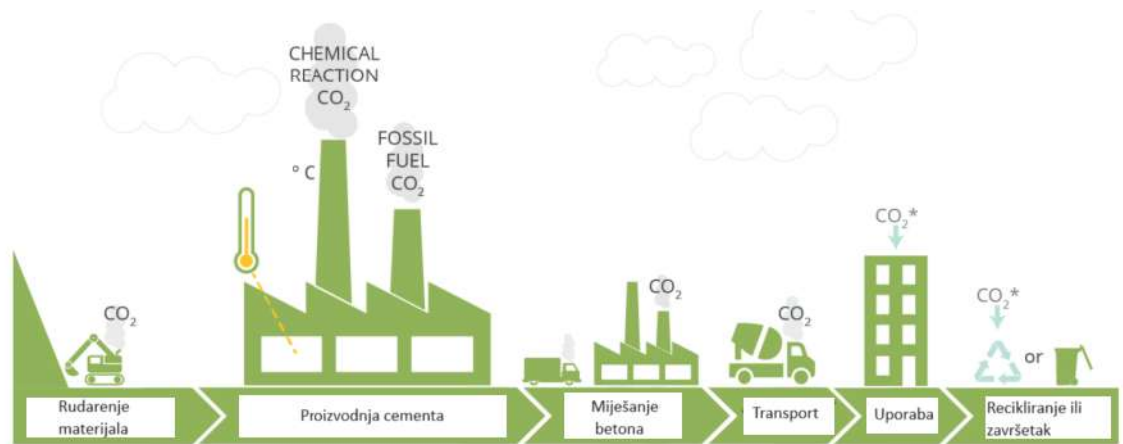 CHEMICAL
REACTION
CO₂
FOSSIL
FUEL
CO₂
° C
CO₂
CO₂
CO₂
CO₂*
CO₂*
or
Rudarenje
materijala
Proizvodnja cementa
Miješanje
betona
Transport
Uporaba
Recikliranje ili
završetak